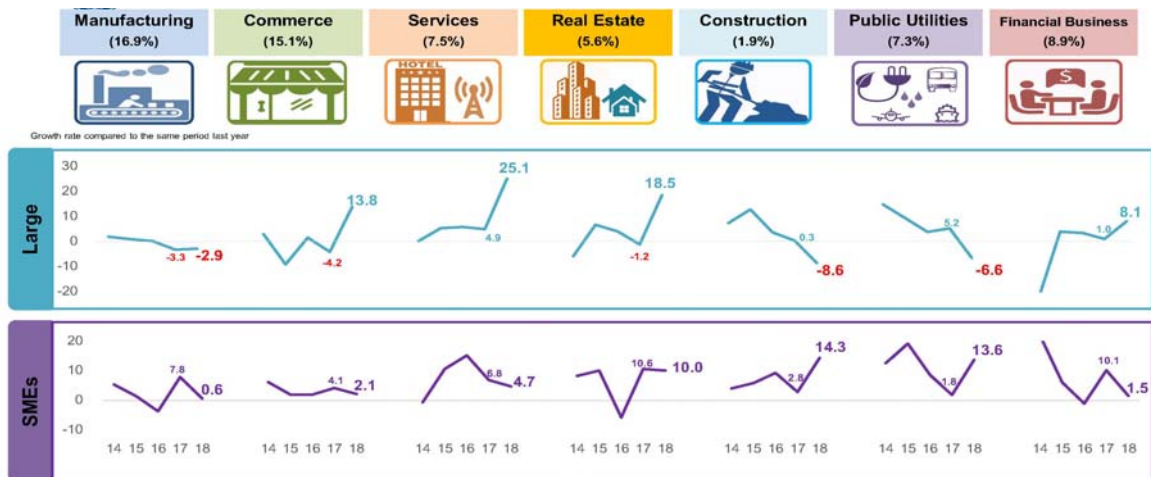 Manufacturing
(16.9%)
Commerce
(15.1%)
Services
(7.5%)
Real Estate
(5.6%)
Construction
(1.9%)
Public Utilities
(7.3%)
Financial Business
(8.9%)
HOTEL
$
Growth rate compared to the same period last year
Large
30
20
10
0
-10
-20
-3.3
-2.9
-4.2
13.8
4.9
25.1
-1.2
18.5
0.3
-8.6
5.2
-6.6
1.0
8.1
SMEs
20
10
0
-10
7.8
0.6
4.1
2.1
6.8
4.7
10.6
10.0
2.8
14.3
1.8
13.6
10.1
1.5
14 15 16 17 18
14 15 16 17 18
14 15 16 17 18
14 15 16 17 18
14 15 16 17 18
14 15 16 17 18
14 15 16 17 18